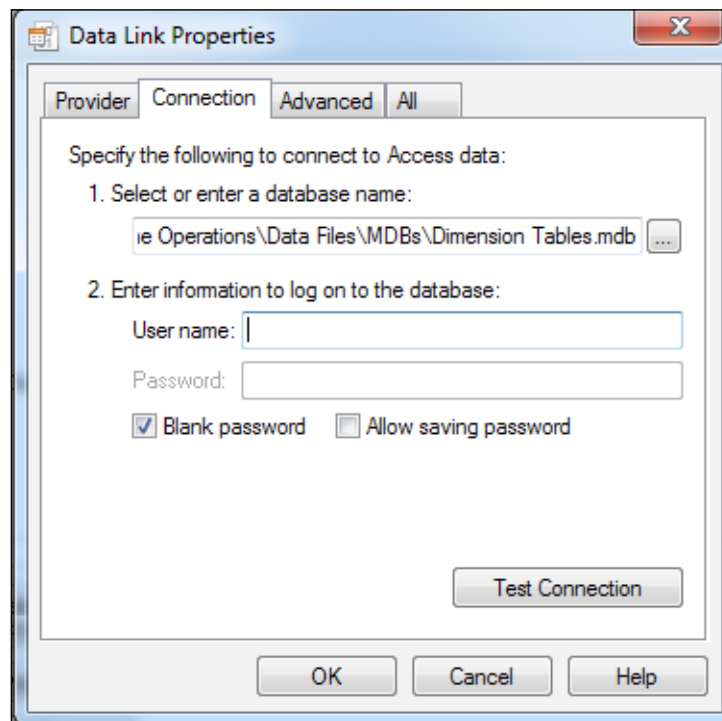 Data Link Properties
Provider Connection Advanced All
Specify the following to connect to Access data:
1. Select or enter a database name:
e Operations\Data Files\MDBs\Dimension Tables.mdb ...
2. Enter information to log on to the database:
User name:
Password:
Blank password Allow saving password
Test Connection
OK Cancel Help